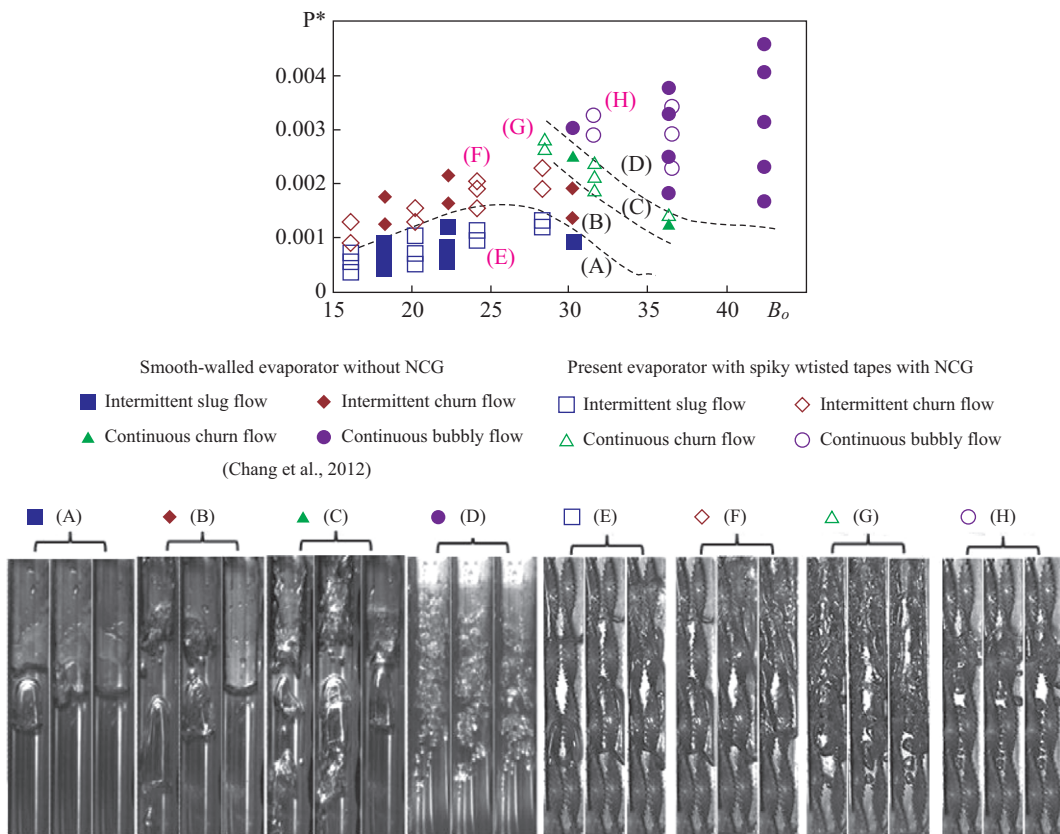 P*
0.004
0.003
0.002
0.001
0
(H)
(G)
(F)
(D)
(C)
(B)
(E)
(A)
15 20 25 30 35 40 Bo
Smooth-walled evaporator without NCG
Present evaporator with spiky wtisted tapes with NCG
Intermittent slug flow Intermittent churn flow
Intermittent slug flow Intermittent churn flow
Continuous churn flow Continuous bubbly flow
Continuous churn flow Continuous bubbly flow
(Chang et al., 2012)
(A) (B) (C) (D) (E) (F) (G) (H)